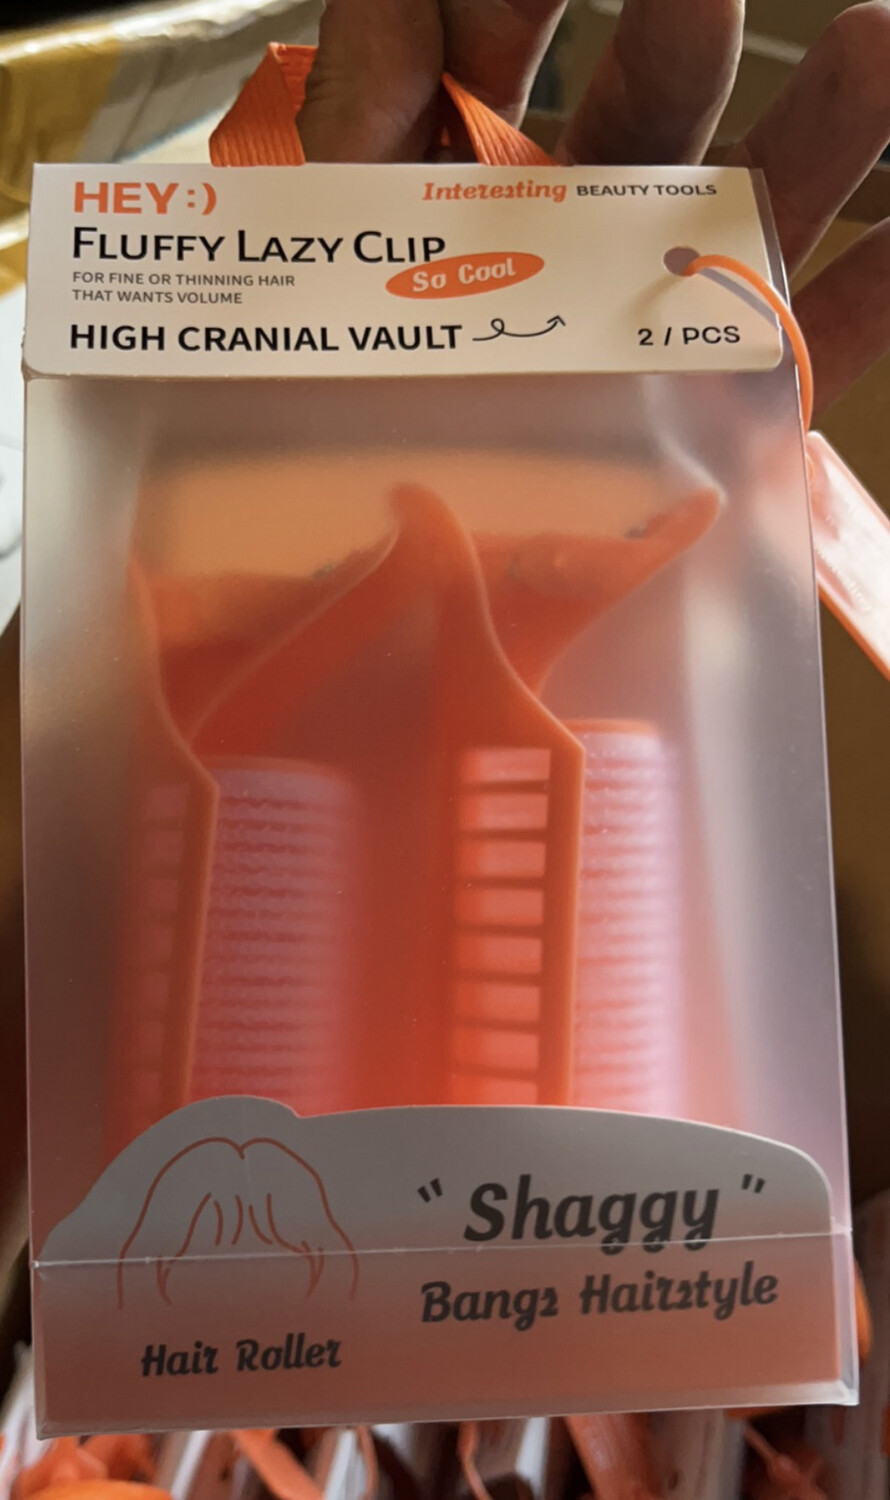 HEY:)
Interesting BEAUTY TOOLS
FLUFFY LAZY CLIP
So Cool
FOR FINE OR THINNING HAIR
THAT WANTS VOLUME
HIGH CRANIAL VAULT
2 / PCS
"Shaggy"
Bangs Hairstyle
Hair Roller